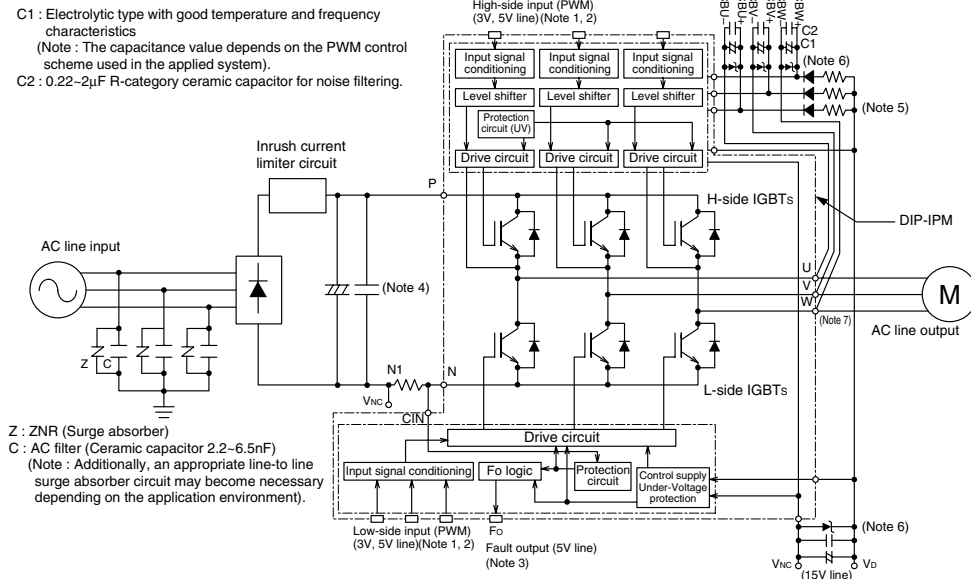 C1 : Electrolytic type with good temperature and frequency
characteristics
(Note : The capacitance value depends on the PWM control
scheme used in the applied system).
C2 : 0.22~2μF R-category ceramic capacitor for noise filtering.
High-side input (PWM)
(3V, 5V line)(Note 1, 2)
BU-
BU+
BV-
BV+
BW-
BW+
C2
C1
(Note 6)
(Note 5)
Input signal
conditioning
Input signal
conditioning
Input signal
conditioning
Level shifter
Level shifter
Level shifter
Protection
circuit (UV)
Drive circuit
Drive circuit
Drive circuit
Inrush current
limiter circuit
P
H-side IGBTs
DIP-IPM
AC line input
(Note 4)
U
V
W
(Note 7)
M
AC line output
Z
C
N1
N
VNC
CIN
L-side IGBTs
Z : ZNR (Surge absorber)
C : AC filter (Ceramic capacitor 2.2~6.5nF)
(Note : Additionally, an appropriate line-to line
surge absorber circuit may become necessary
depending on the application environment).
Drive circuit
Input signal conditioning
Fo logic
Protection
circuit
Control supply
Under-Voltage
protection
Low-side input (PWM)
(3V, 5V line)(Note 1, 2)
Fo
Fault output (5V line)
(Note 3)
(Note 6)
VNC
VD
(15V line)